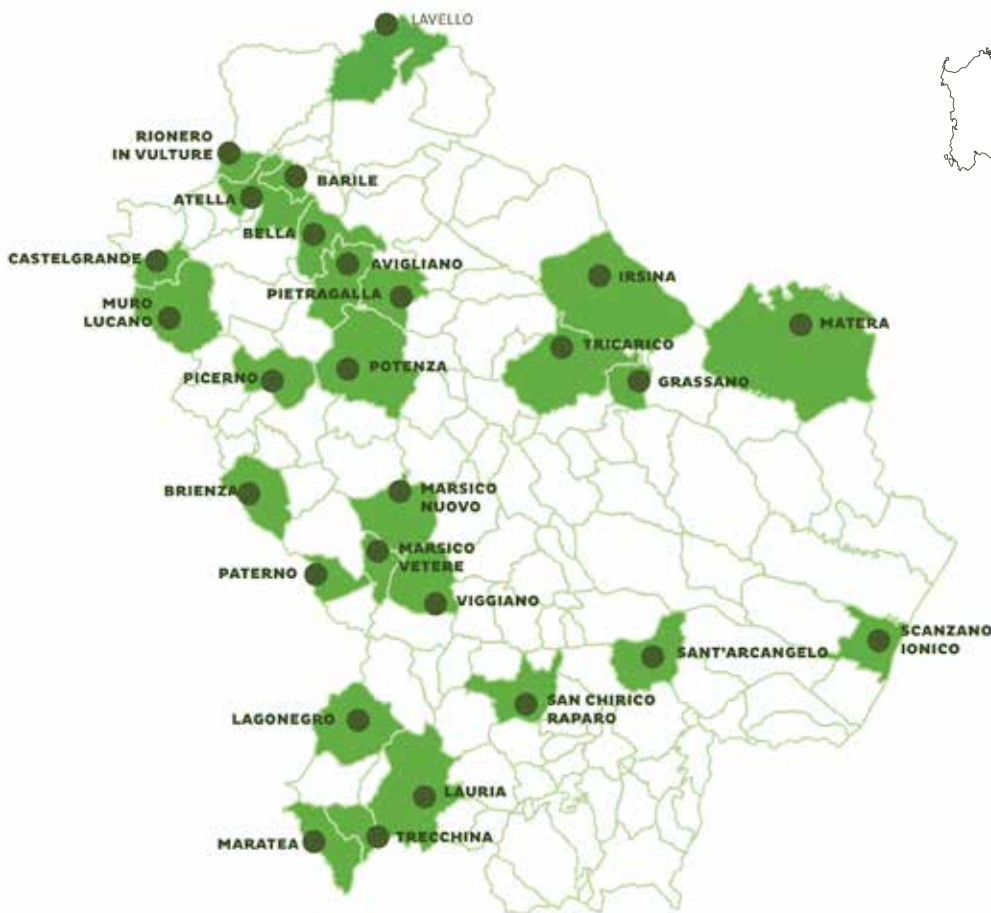 LAVELLO
RIONERO
IN VULTURE
BARILE
ATELLA
BELLA
CASTELGRANDE
AVIGLIANO
IRSINA
PIETRAGALLA
MURO
LUCANO
MATERA
TRICARICO
POTENZA
PICERNO
GRASSANO
BRIENZA
MARSICO
NUOVO
MARSICO
VETERE
PATERNO
VIGGIANO
SCANZANO
IONICO
SANT'ARCANGELO
SAN CHIRICO
RAPARO
LAGONEGRO
LAURIA
TRECCHINA
MARATEA